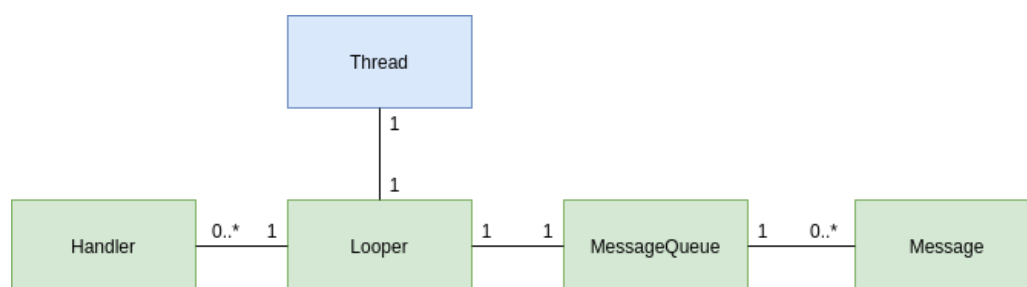 Thread
1
1
0..* 1 1 1 1 0..*
Handler Looper MessageQueue Message